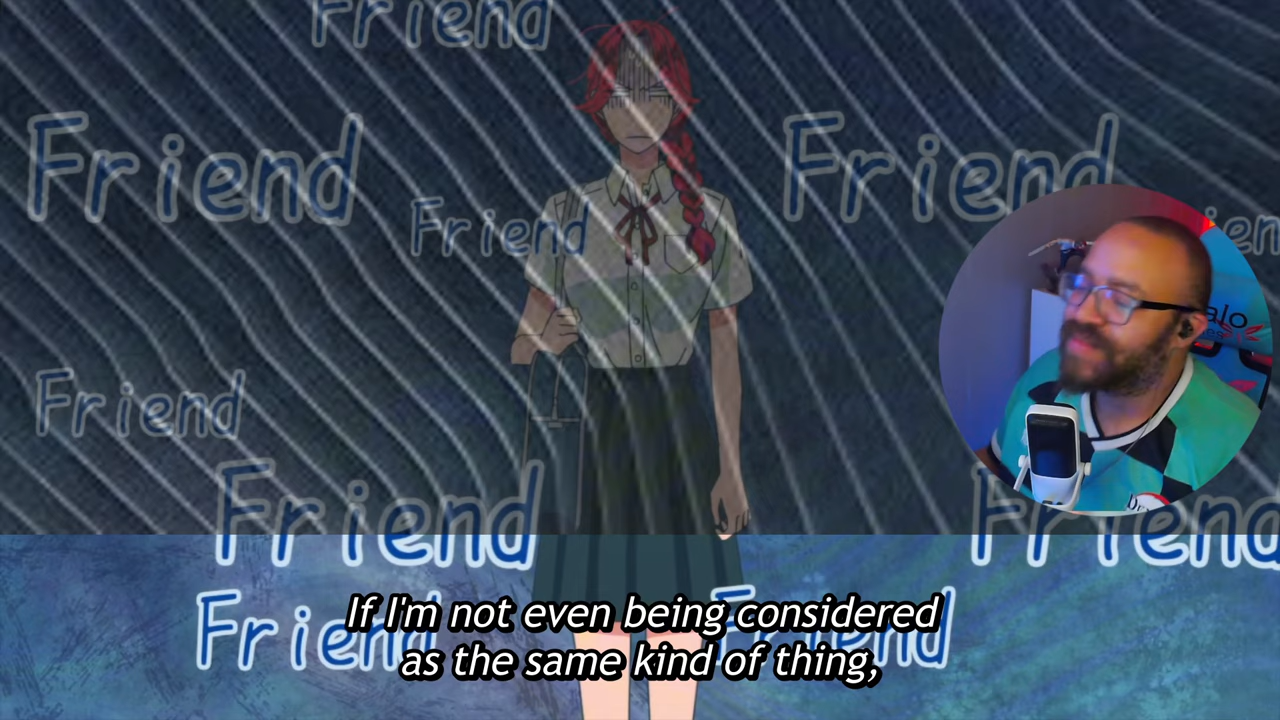 Friend
Friend
Friend
Friend
Friend
Friend
Friend
Friend
Friend
If I'm not even being considered
as the same kind of thing,